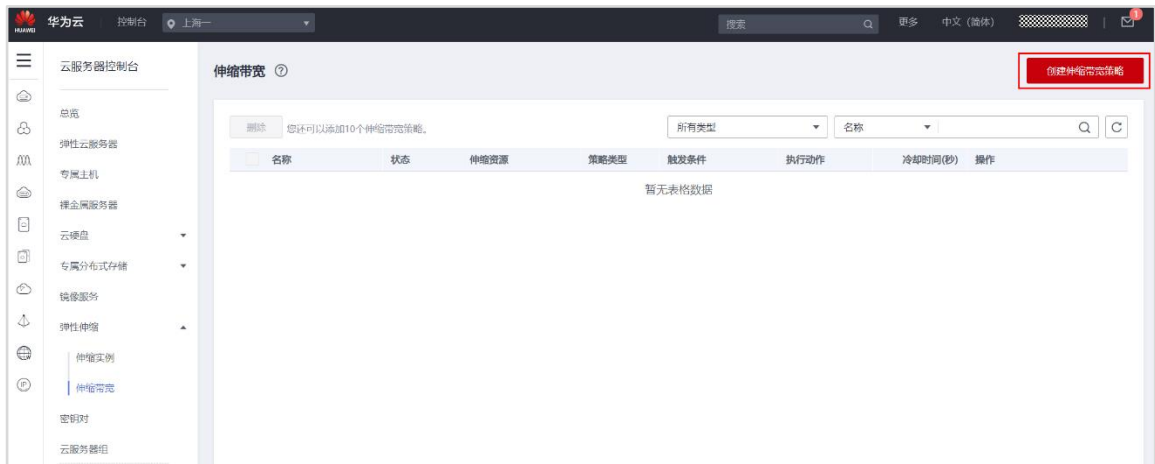 HUAWEI 华为云 控制台 上海一 搜索 更多 中文 (简体) 1
云服务器控制台
伸缩带宽 ?
创建伸缩带宽策略
总览
弹性云服务器
专属主机
裸金属服务器
云硬盘
专属分布式存储
镜像服务
弹性伸缩
伸缩实例
伸缩带宽
密钥对
云服务器组
删除 您还可以添加10个伸缩带宽策略。 所有类型 名称
名称 状态 伸缩资源 策略类型 触发条件 执行动作 冷却时间(秒) 操作
暂无表格数据